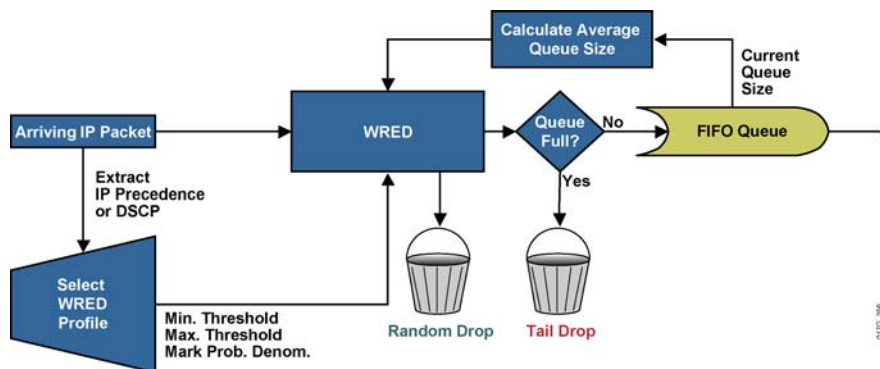 Calculate Average
Queue Size
Current
Queue
Size
Arriving IP Packet
WRED
Queue
Full?
No
FIFO Queue
Yes
Extract
IP Precedence
or DSCP
Select
WRED
Profile
Min. Threshold
Max. Threshold
Mark Prob. Denom.
Random Drop
Tail Drop